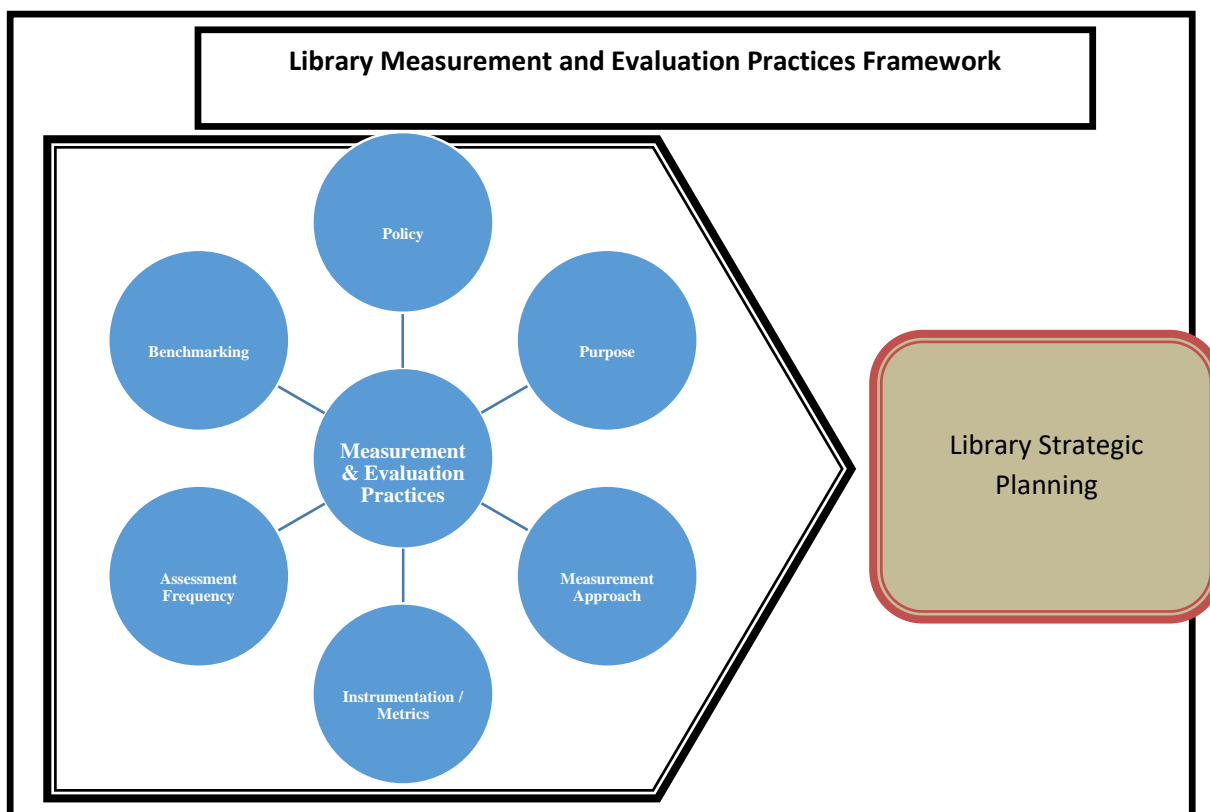 Library Measurement and Evaluation Practices Framework
Policy
Benchmarking
Purpose
Measurement
& Evaluation
Practices
Library Strategic
Planning
Assessment
Frequency
Measurement
Approach
Instrumentation /
Metrics